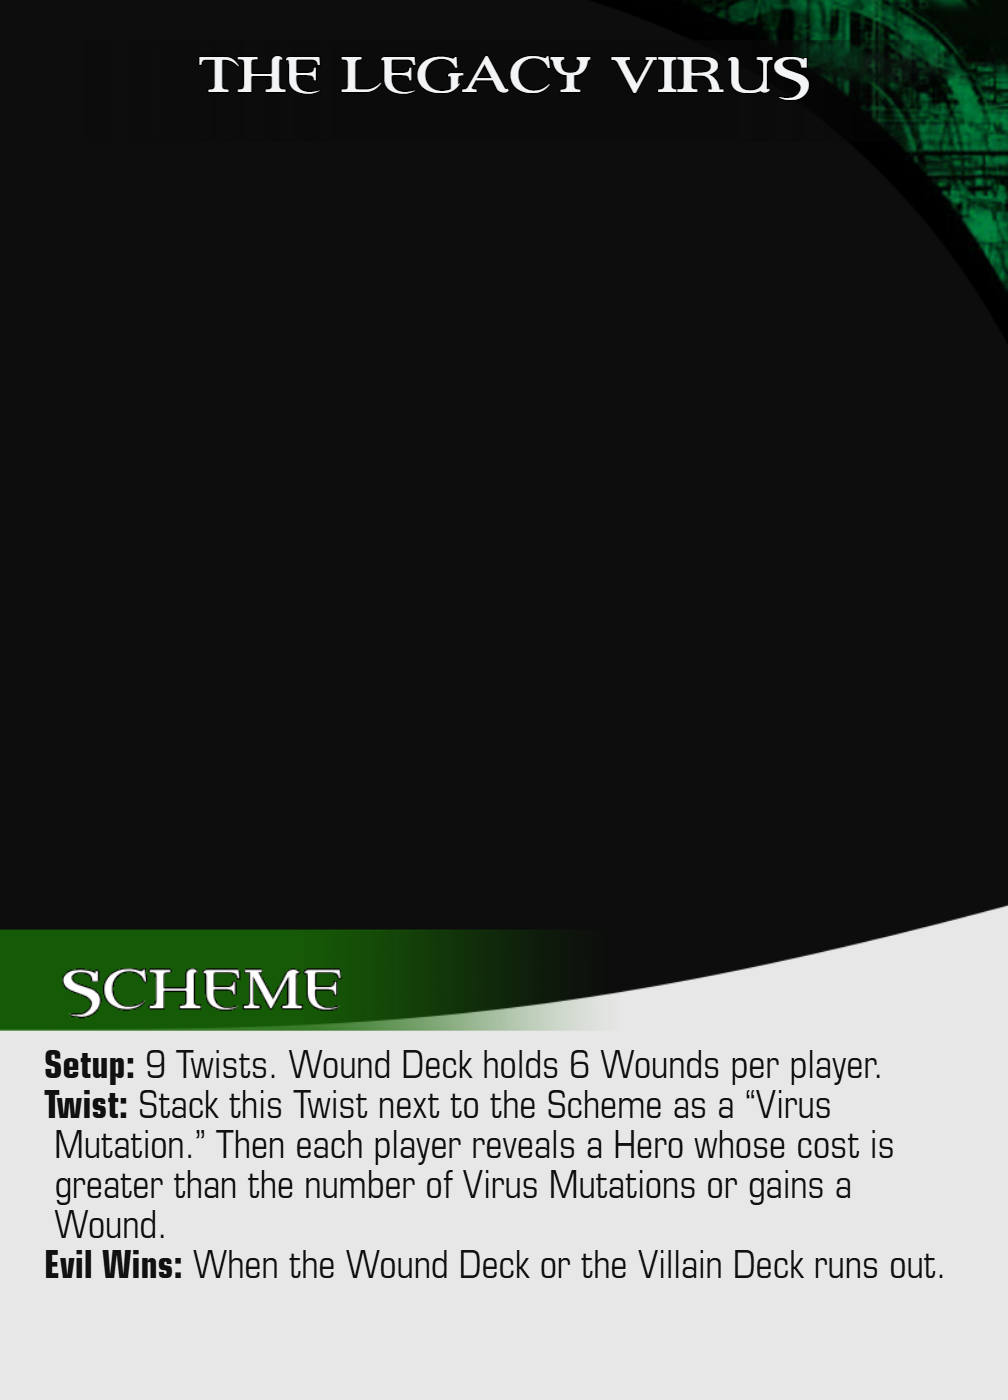 THE LEGACY VIRUS
SCHEME
Setup: 9 Twists. Wound Deck holds 6 Wounds per player.
Twist: Stack this Twist next to the Scheme as a “Virus
Mutation.” Then each player reveals a Hero whose cost is
greater than the number of Virus Mutations or gains a
Wound.
Evil Wins: When the Wound Deck or the Villain Deck runs out.